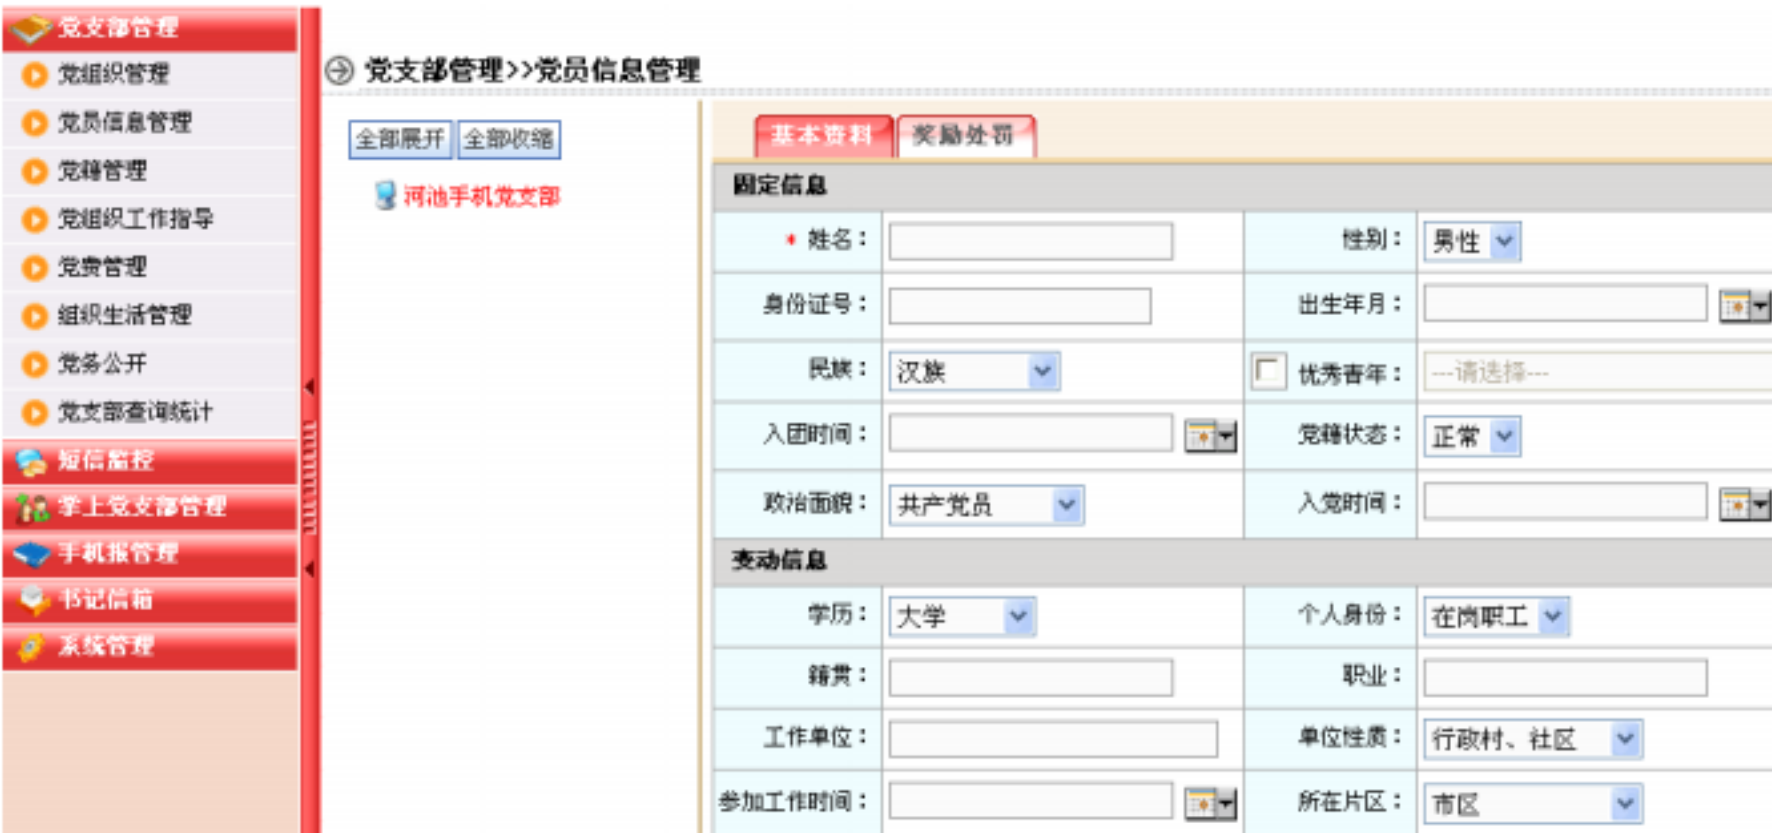 党支部管理
党组织管理
党员信息管理
党籍管理
党组织工作指导
党费管理
组织生活管理
党务公开
党支部查询统计
短信监控
掌上党支部管理
手机报管理
书记信箱
系统管理
党支部管理>>党员信息管理
全部展开 全部收缩
河池手机党支部
基本资料 奖励处罚
固定信息
* 姓名： 性别： 男性
身份证号： 出生年月：
民族： 汉族 优秀青年： ---请选择---
入团时间： 党籍状态： 正常
政治面貌： 共产党员 入党时间：
变动信息
学历： 大学 个人身份： 在岗职工
籍贯： 职业：
工作单位： 单位性质： 行政村、社区
参加工作时间： 所在片区： 市区